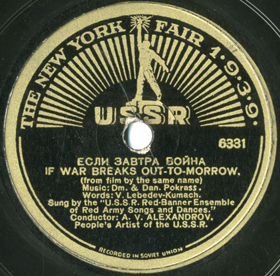 THE NEW YORK FAIR 1·9·3·9·
USSR
6331
ЕСЛИ ЗАВТРА ВОЙНА
IF WAR BREAKS OUT-TO-MORROW,
(from film by the same name)
Music: Dm. & Dan. Pokrass.
Words: V. Lebedev-Kumach.
Sung by the "U.S.S.R. Red-Banner Ensemble
of Red Army Songs and Dances."
Conductor: A. V. ALEXANDROV.
People's Artist of the U.S.S.R.
RECORDED IN SOVIET UNION